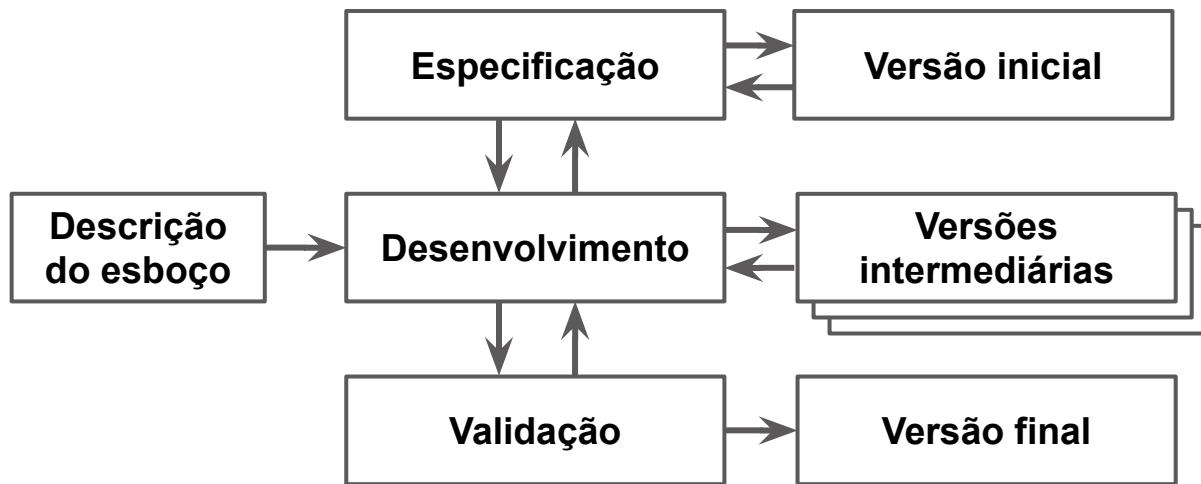 Especificação
Versão inicial
Descrição
do esboço
Desenvolvimento
Versões
intermediárias
Validação
Versão final